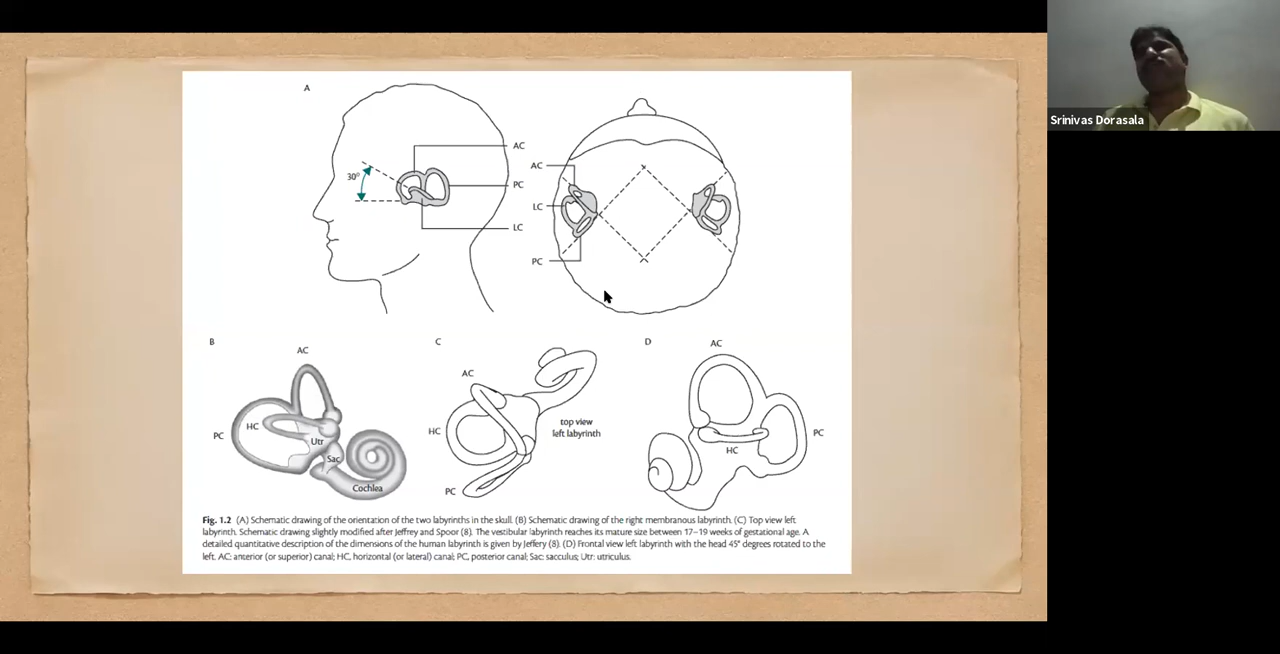 Srinivas Dorasala
A
AC
PC
LC
30°
AC
LC
PC
B
AC
PC
HC
Utr
Sac
Cochlea
C
AC
HC
PC
top view
left labyrinth
D
AC
HC
PC
Fig. 1.2 (A) Schematic drawing of the orientation of the two labyrinths in the skull. (B) Schematic drawing of the right membranous labyrinth. (C) Top view left
labyrinth. Schematic drawing slightly modified after Jeffrey and Spoor (8). The vestibular labyrinth reaches its mature size between 17–19 weeks of gestational age. A
detailed quantitative description of the dimensions of the human labyrinth is given by Jeffery (8). (D) Frontal view left labyrinth with the head 45° degrees rotated to the
left. AC: anterior (or superior) canal; HC, horizontal (or lateral) canal; PC, posterior canal; Sac: sacculus; Utr: utriculus.